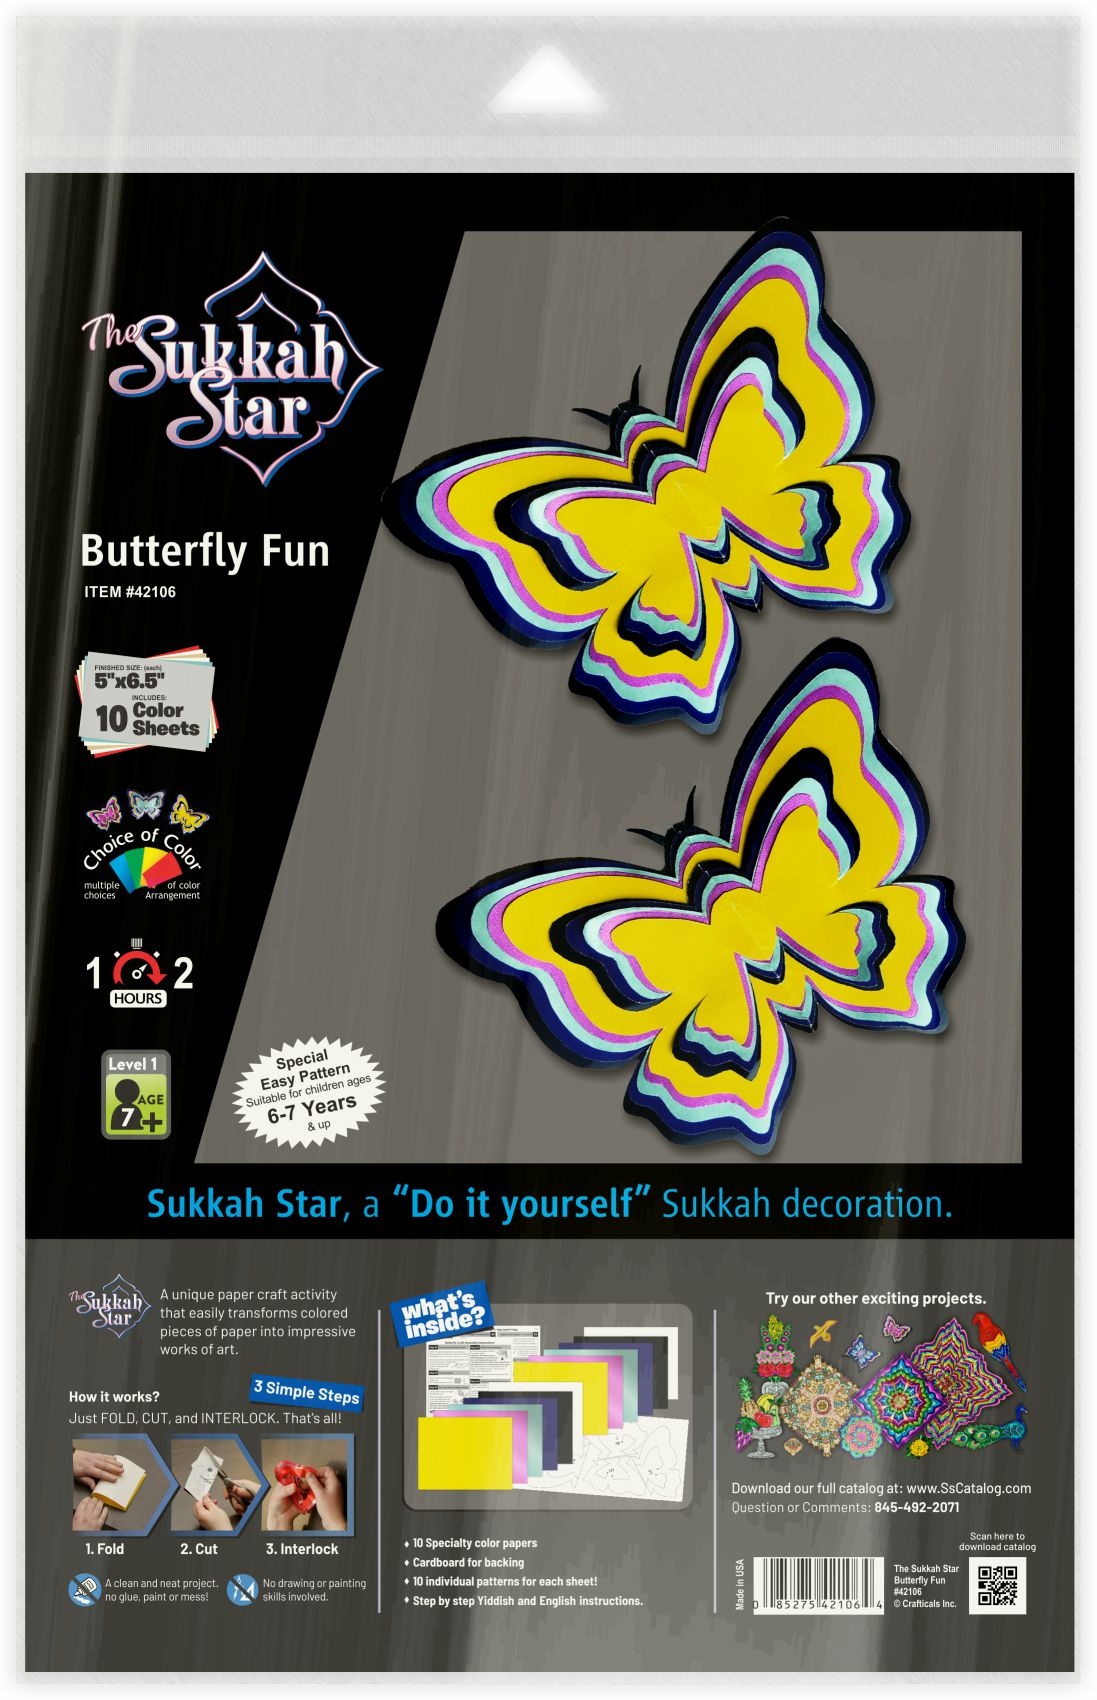 The
Sukkah
Star
Butterfly Fun
ITEM #42106
FINISHED SIZE: (each)
5"x6.5"
INCLUDES:
10 Color
Sheets
Choice of Color
multiple
choices
of color
Arrangement
1 2
HOURS
Level 1
AGE
7+
Special
Easy Pattern
Suitable for children ages
6-7 Years
& up
Sukkah Star, a “Do it yourself” Sukkah decoration.
The
Sukkah
Star
A unique paper craft activity
that easily transforms colored
pieces of paper into impressive
works of art.
3 Simple Steps
How it works?
Just FOLD, CUT, and INTERLOCK. That's all!
1. Fold
2. Cut
3. Interlock
A clean and neat project.
no glue, paint or mess!
No drawing or painting
skills involved.
what's
inside?
♦ 10 Specialty color papers
♦ Cardboard for backing
♦ 10 individual patterns for each sheet!
♦ Step by step Yiddish and English instructions.
Try our other exciting projects.
Download our full catalog at: www.SsCatalog.com
Question or Comments: 845-492-2071
Scan here to
download catalog
Made in USA
0 85275 42106 4
The Sukkah Star
Butterfly Fun
#42106
© Crafticals Inc.